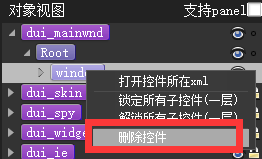 对象视图 支持panel
dui_mainwnd
Root
打开控件所在xml
dui_skin 锁定所有子控件(一层)
dui_spy 解锁所有子控件(一层)
删除控件
dui_ie